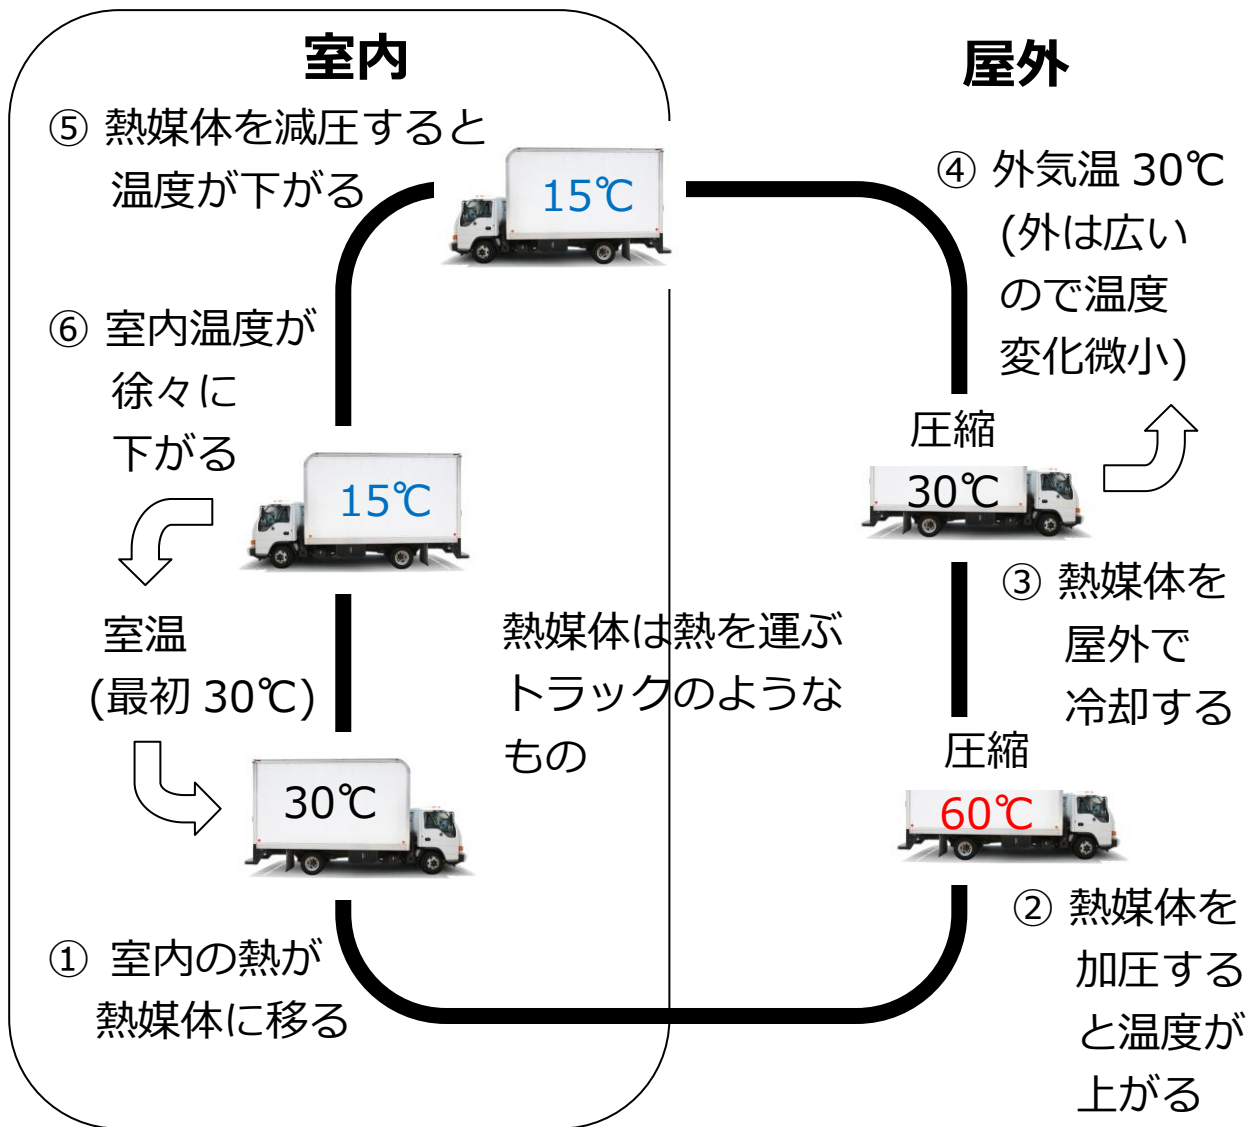 室内
屋外
⑤ 熱媒体を減圧すると
温度が下がる
15℃
④ 外気温 30℃
(外は広い
ので温度
変化微小)
⑥ 室内温度が
徐々に
下がる
15℃
圧縮
30℃
③ 熱媒体を
屋外で
冷却する
室温
(最初 30℃)
熱媒体は熱を運ぶ
トラックのような
もの
30℃
圧縮
60℃
① 室内の熱が
熱媒体に移る
② 熱媒体を
加圧する
と温度が
上がる